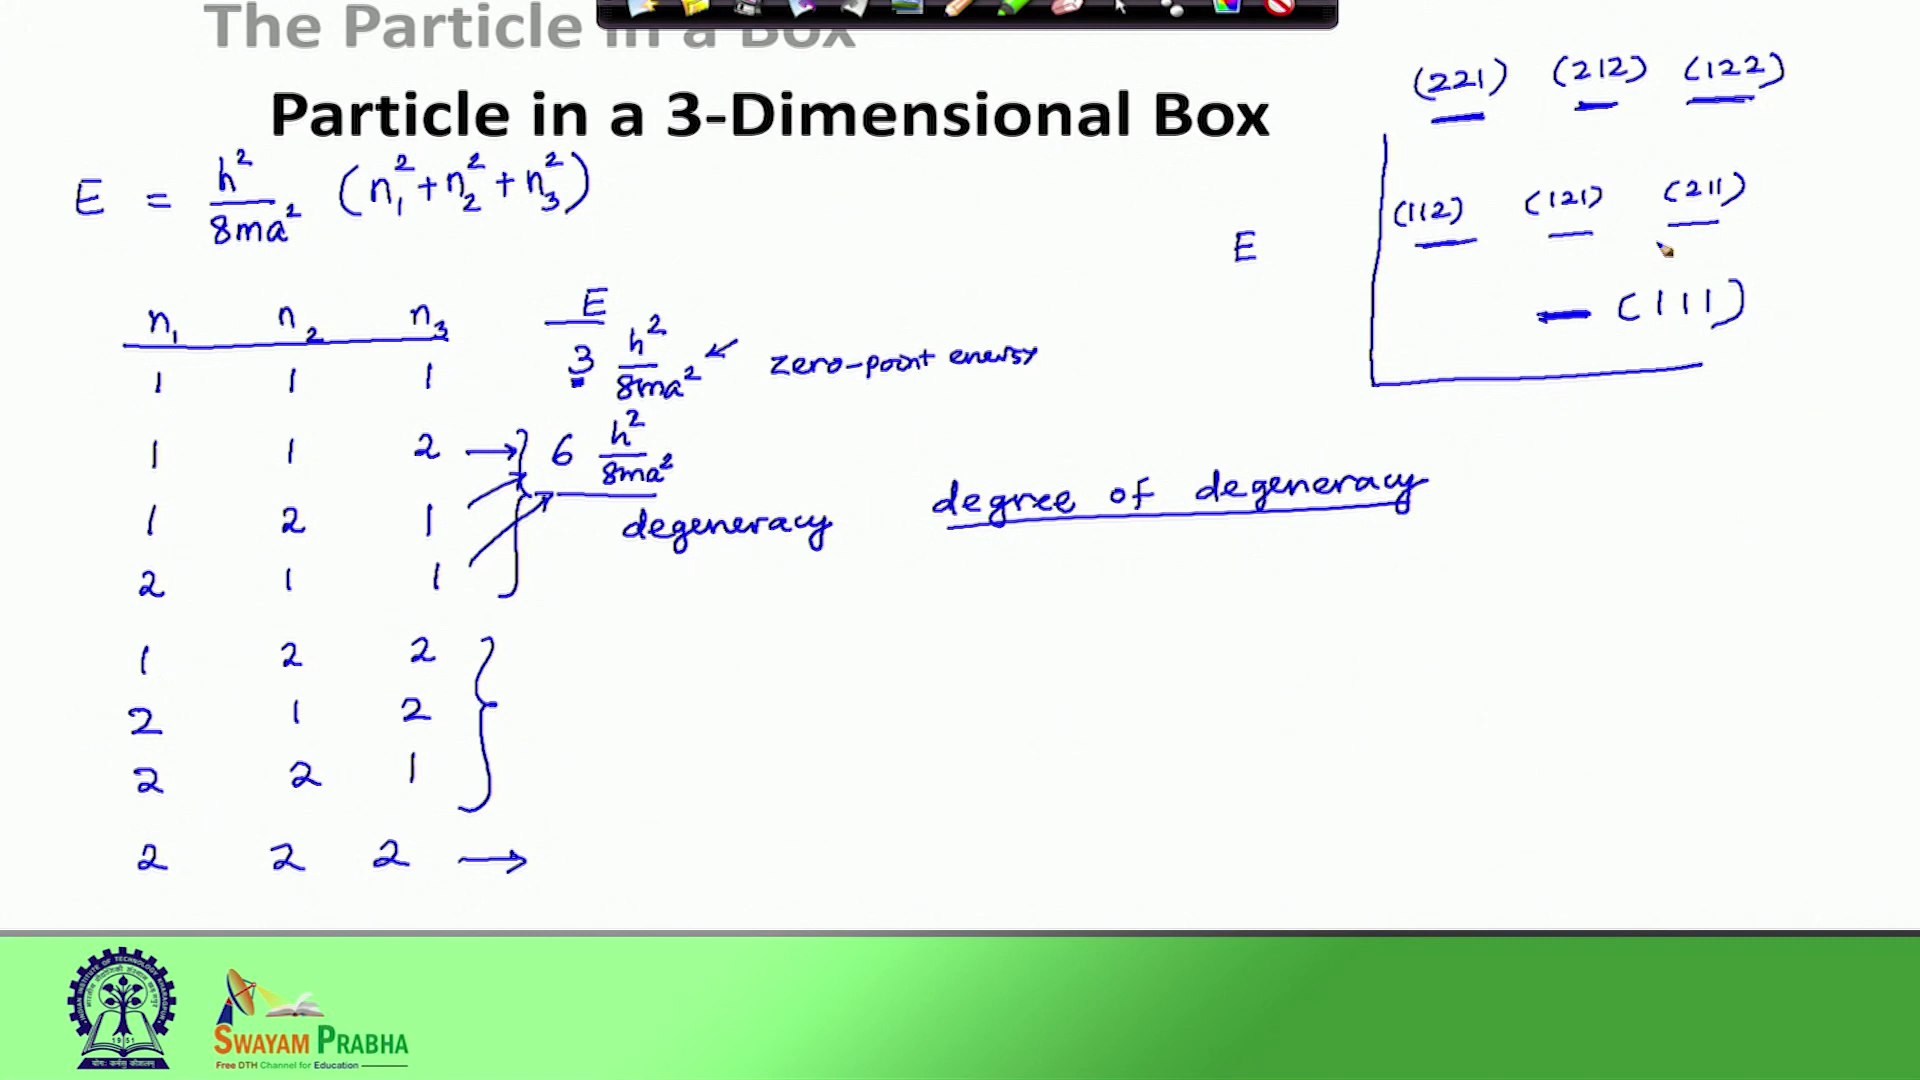 The Particle in a Box
Particle in a 3-Dimensional Box
E = h²/8ma² (n₁² + n₂² + n₃²)
n₁ n₂ n₃ E
1 1 1 3 h²/8ma² ← zero-point energy
1 1 2 → 6 h²/8ma²
1 2 1 degeneracy
2 1 1
1 2 2
2 1 2
2 2 1
2 2 2 →
degree of degeneracy
(221) (212) (122)
(112) (121) (211)
E
(111)
SWAYAM PRABHA
Free DTH Channel for Education